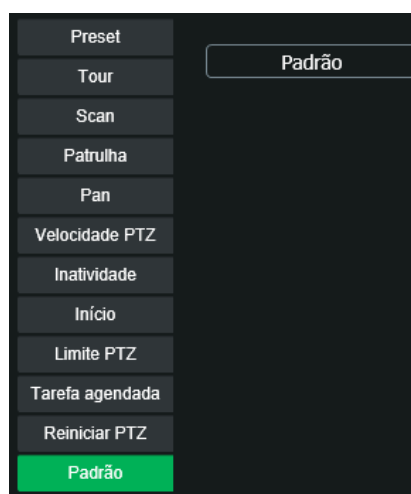 Preset
Tour
Scan
Patrulha
Pan
Velocidade PTZ
Inatividade
Início
Limite PTZ
Tarefa agendada
Reiniciar PTZ
Padrão
Padrão